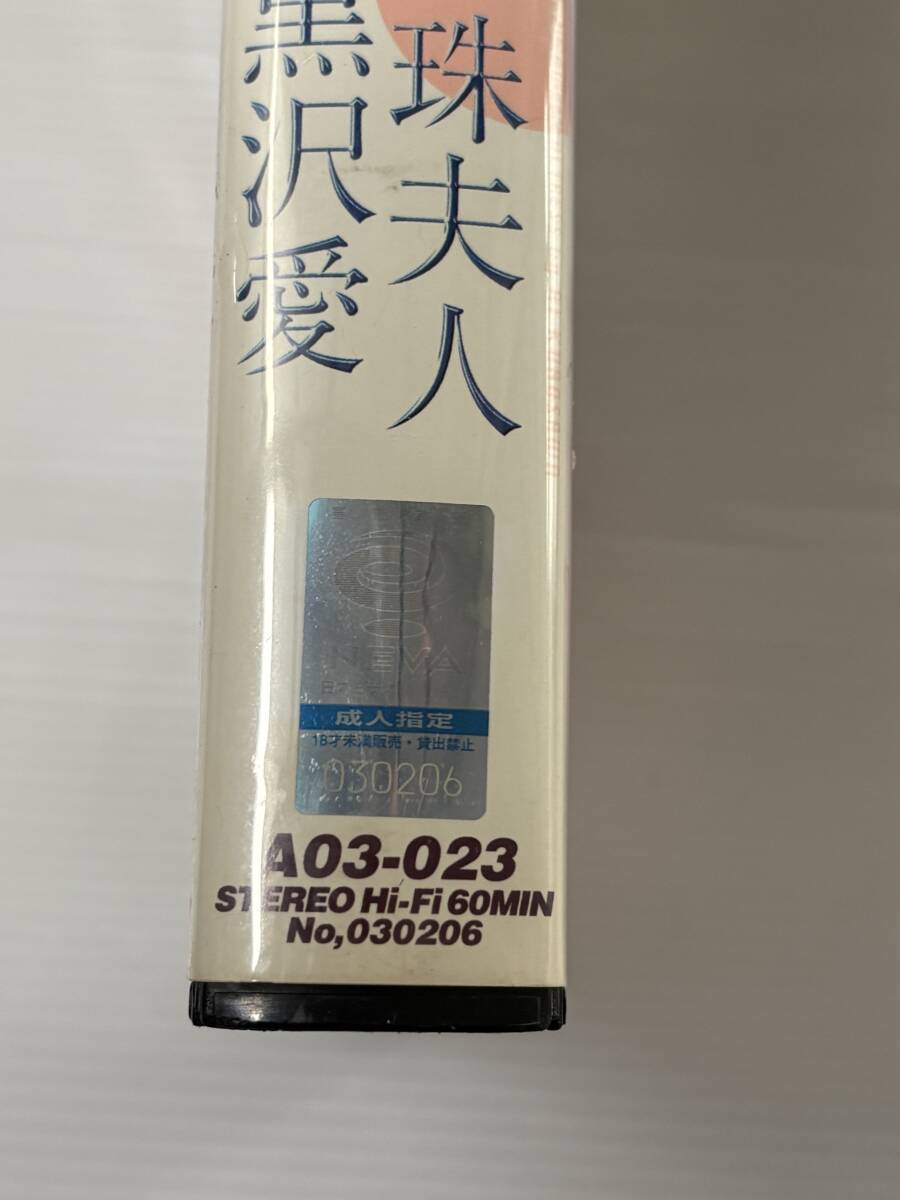 珠夫人
黒沢愛
NEVA
成人指定
18才未満販売・貸出禁止
030206
A03-023
STEREO Hi-Fi 60MIN
No,030206